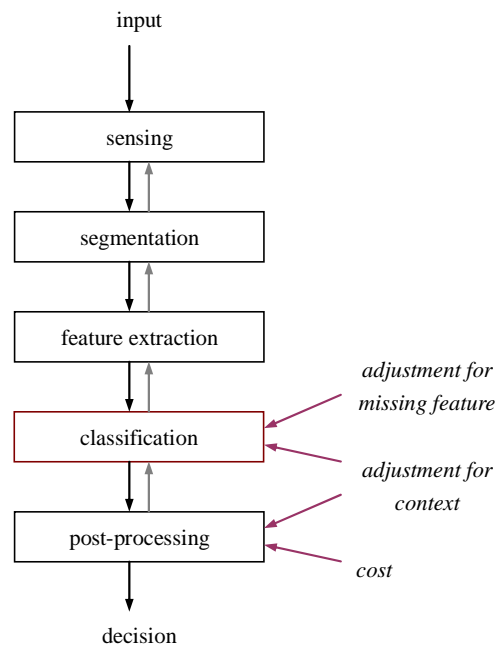 input
sensing
segmentation
feature extraction
adjustment for
missing feature
classification
adjustment for
context
post-processing
cost
decision